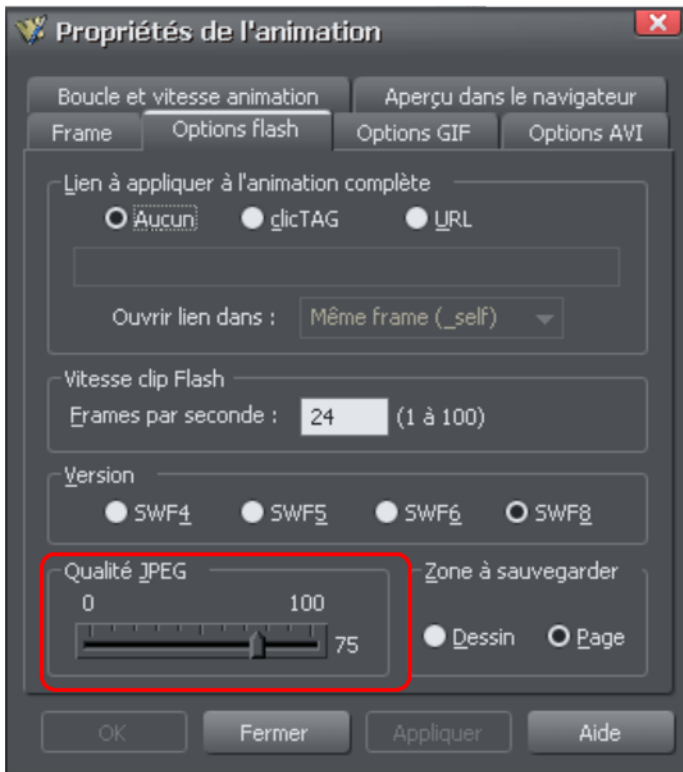 Propriétés de l'animation
Boucle et vitesse animation Aperçu dans le navigateur
Frame Options flash Options GIF Options AVI
Lien à appliquer à l'animation complète
Aucun clicTAG URL
Ouvrir lien dans : Même frame (_self)
Vitesse clip Flash
Frames par seconde : 24 (1 à 100)
Version
SWF4 SWF5 SWF6 SWF8
Qualité JPEG Zone à sauvegarder
0 100
75 Dessin Page
OK Fermer Appliquer Aide